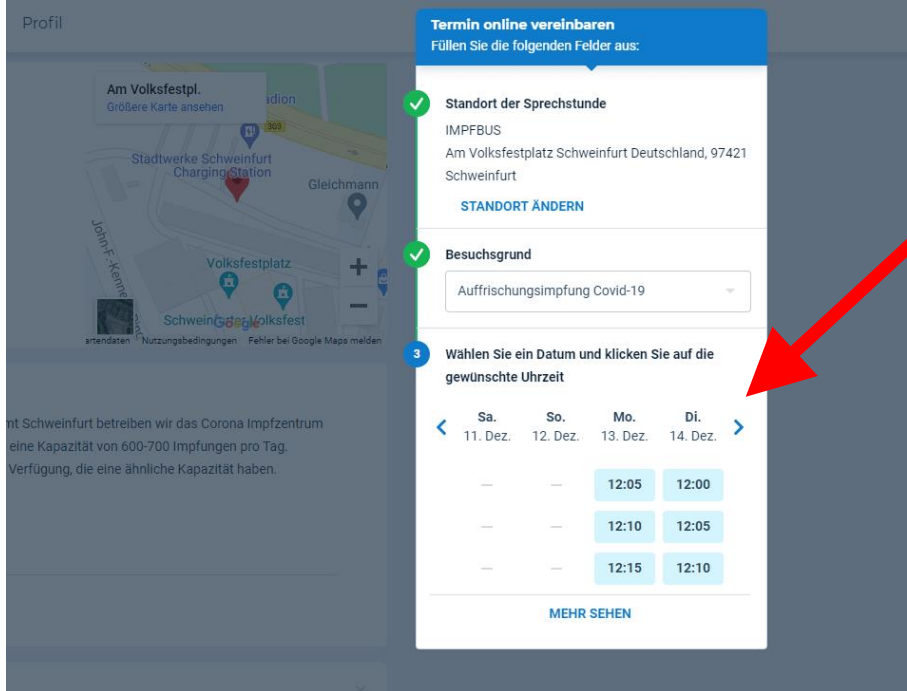 Profil
Am Volksfestpl.
Größere Karte ansehen
adion
303
Stadtwerke Schweinfurt
Charging Station
Gleichmann
John-F.-Kenne
Volksfestplatz
Schweinfurter Volksfest
Google
artendaten Nutzungsbedingungen Fehler bei Google Maps melden
mt Schweinfurt betreiben wir das Corona Impfzentrum
eine Kapazität von 600-700 Impfungen pro Tag.
Verfügung, die eine ähnliche Kapazität haben.
Termin online vereinbaren
Füllen Sie die folgenden Felder aus:
Standort der Sprechstunde
IMPFBUS
Am Volksfestplatz Schweinfurt Deutschland, 97421
Schweinfurt
STANDORT ÄNDERN
Besuchsgrund
Auffrischungsimpfung Covid-19
3 Wählen Sie ein Datum und klicken Sie auf die
gewünschte Uhrzeit
Sa. So. Mo. Di.
11. Dez. 12. Dez. 13. Dez. 14. Dez.
— — 12:05 12:00
— — 12:10 12:05
— — 12:15 12:10
MEHR SEHEN